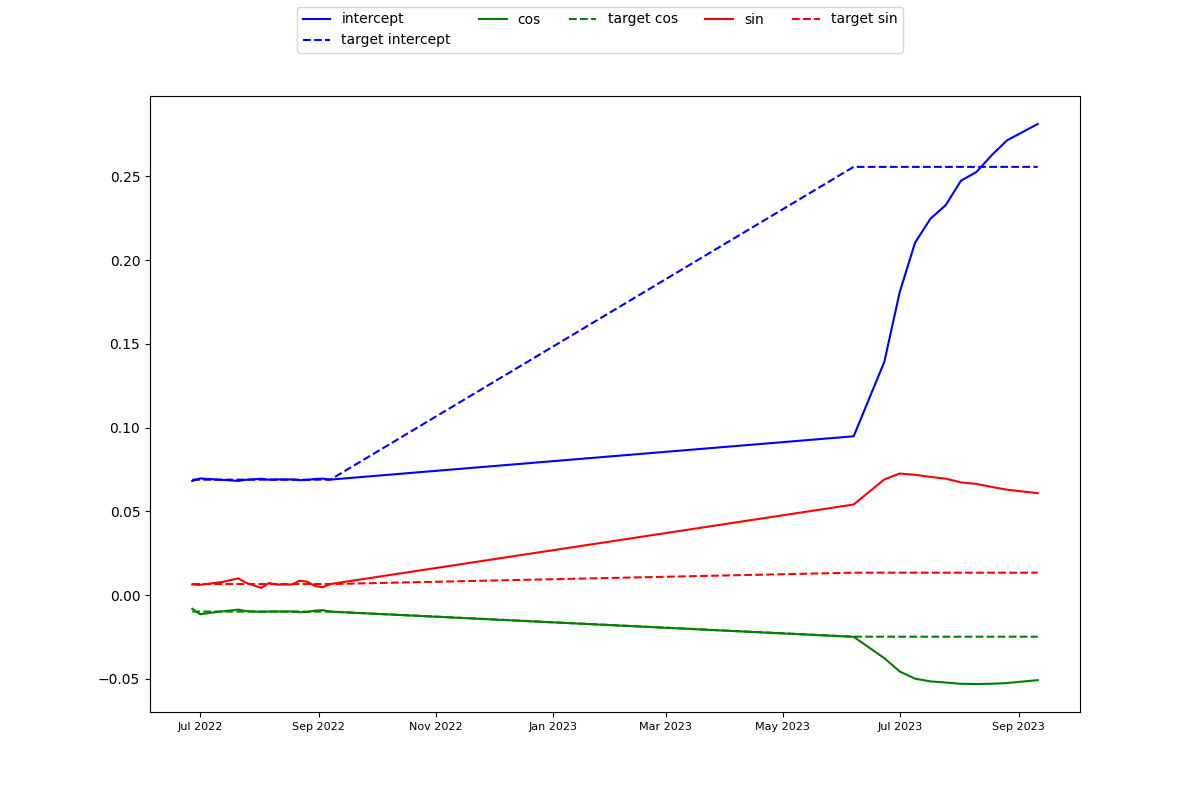 intercept cos target cos sin target sin
target intercept
0.25
0.20
0.15
0.10
0.05
0.00
−0.05
Jul 2022 Sep 2022 Nov 2022 Jan 2023 Mar 2023 May 2023 Jul 2023 Sep 2023